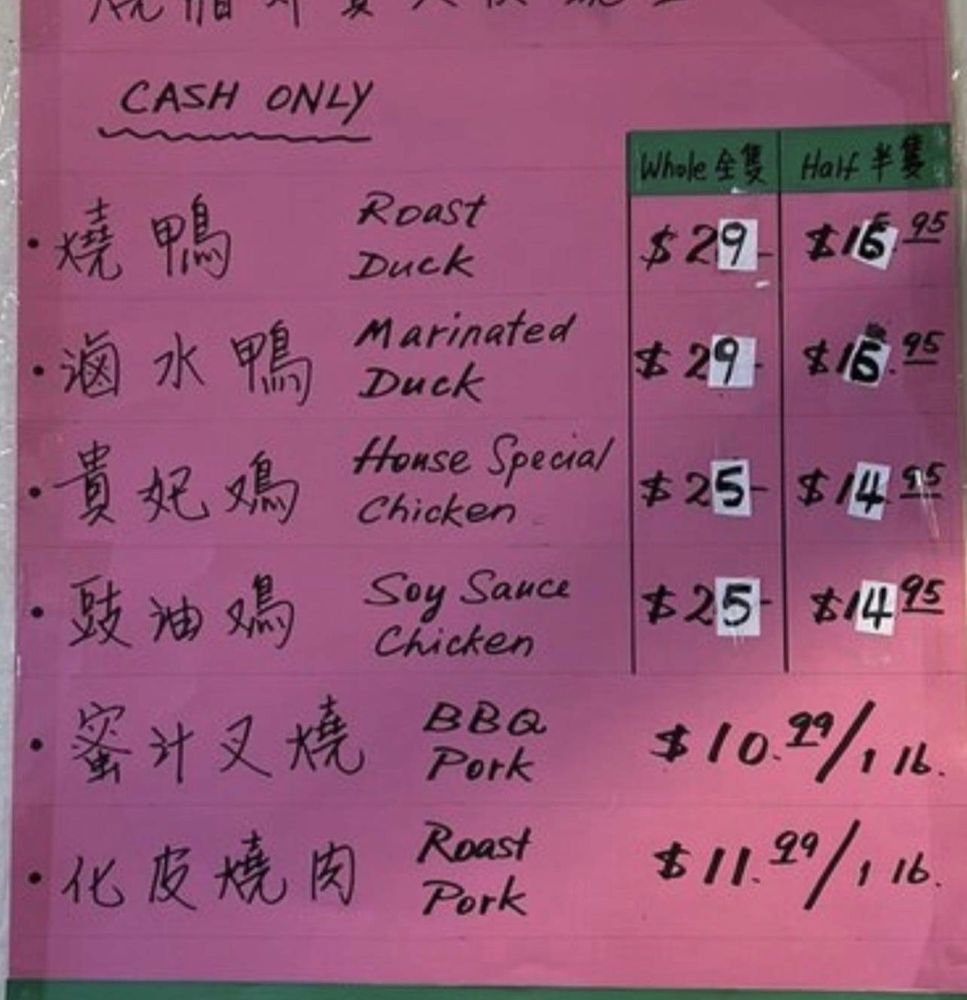 CASH ONLY
Whole 全隻 Half 半隻
燒鴨 Roast Duck $29- $16.95
滷水鴨 Marinated Duck $29- $16.95
貴妃鳮 House Special Chicken $25- $14.95
豉油鳮 Soy Sauce Chicken $25- $14.95
蜜汁叉燒 BBQ Pork $10.99/1 lb.
化皮燒肉 Roast Pork $11.99/1 lb.